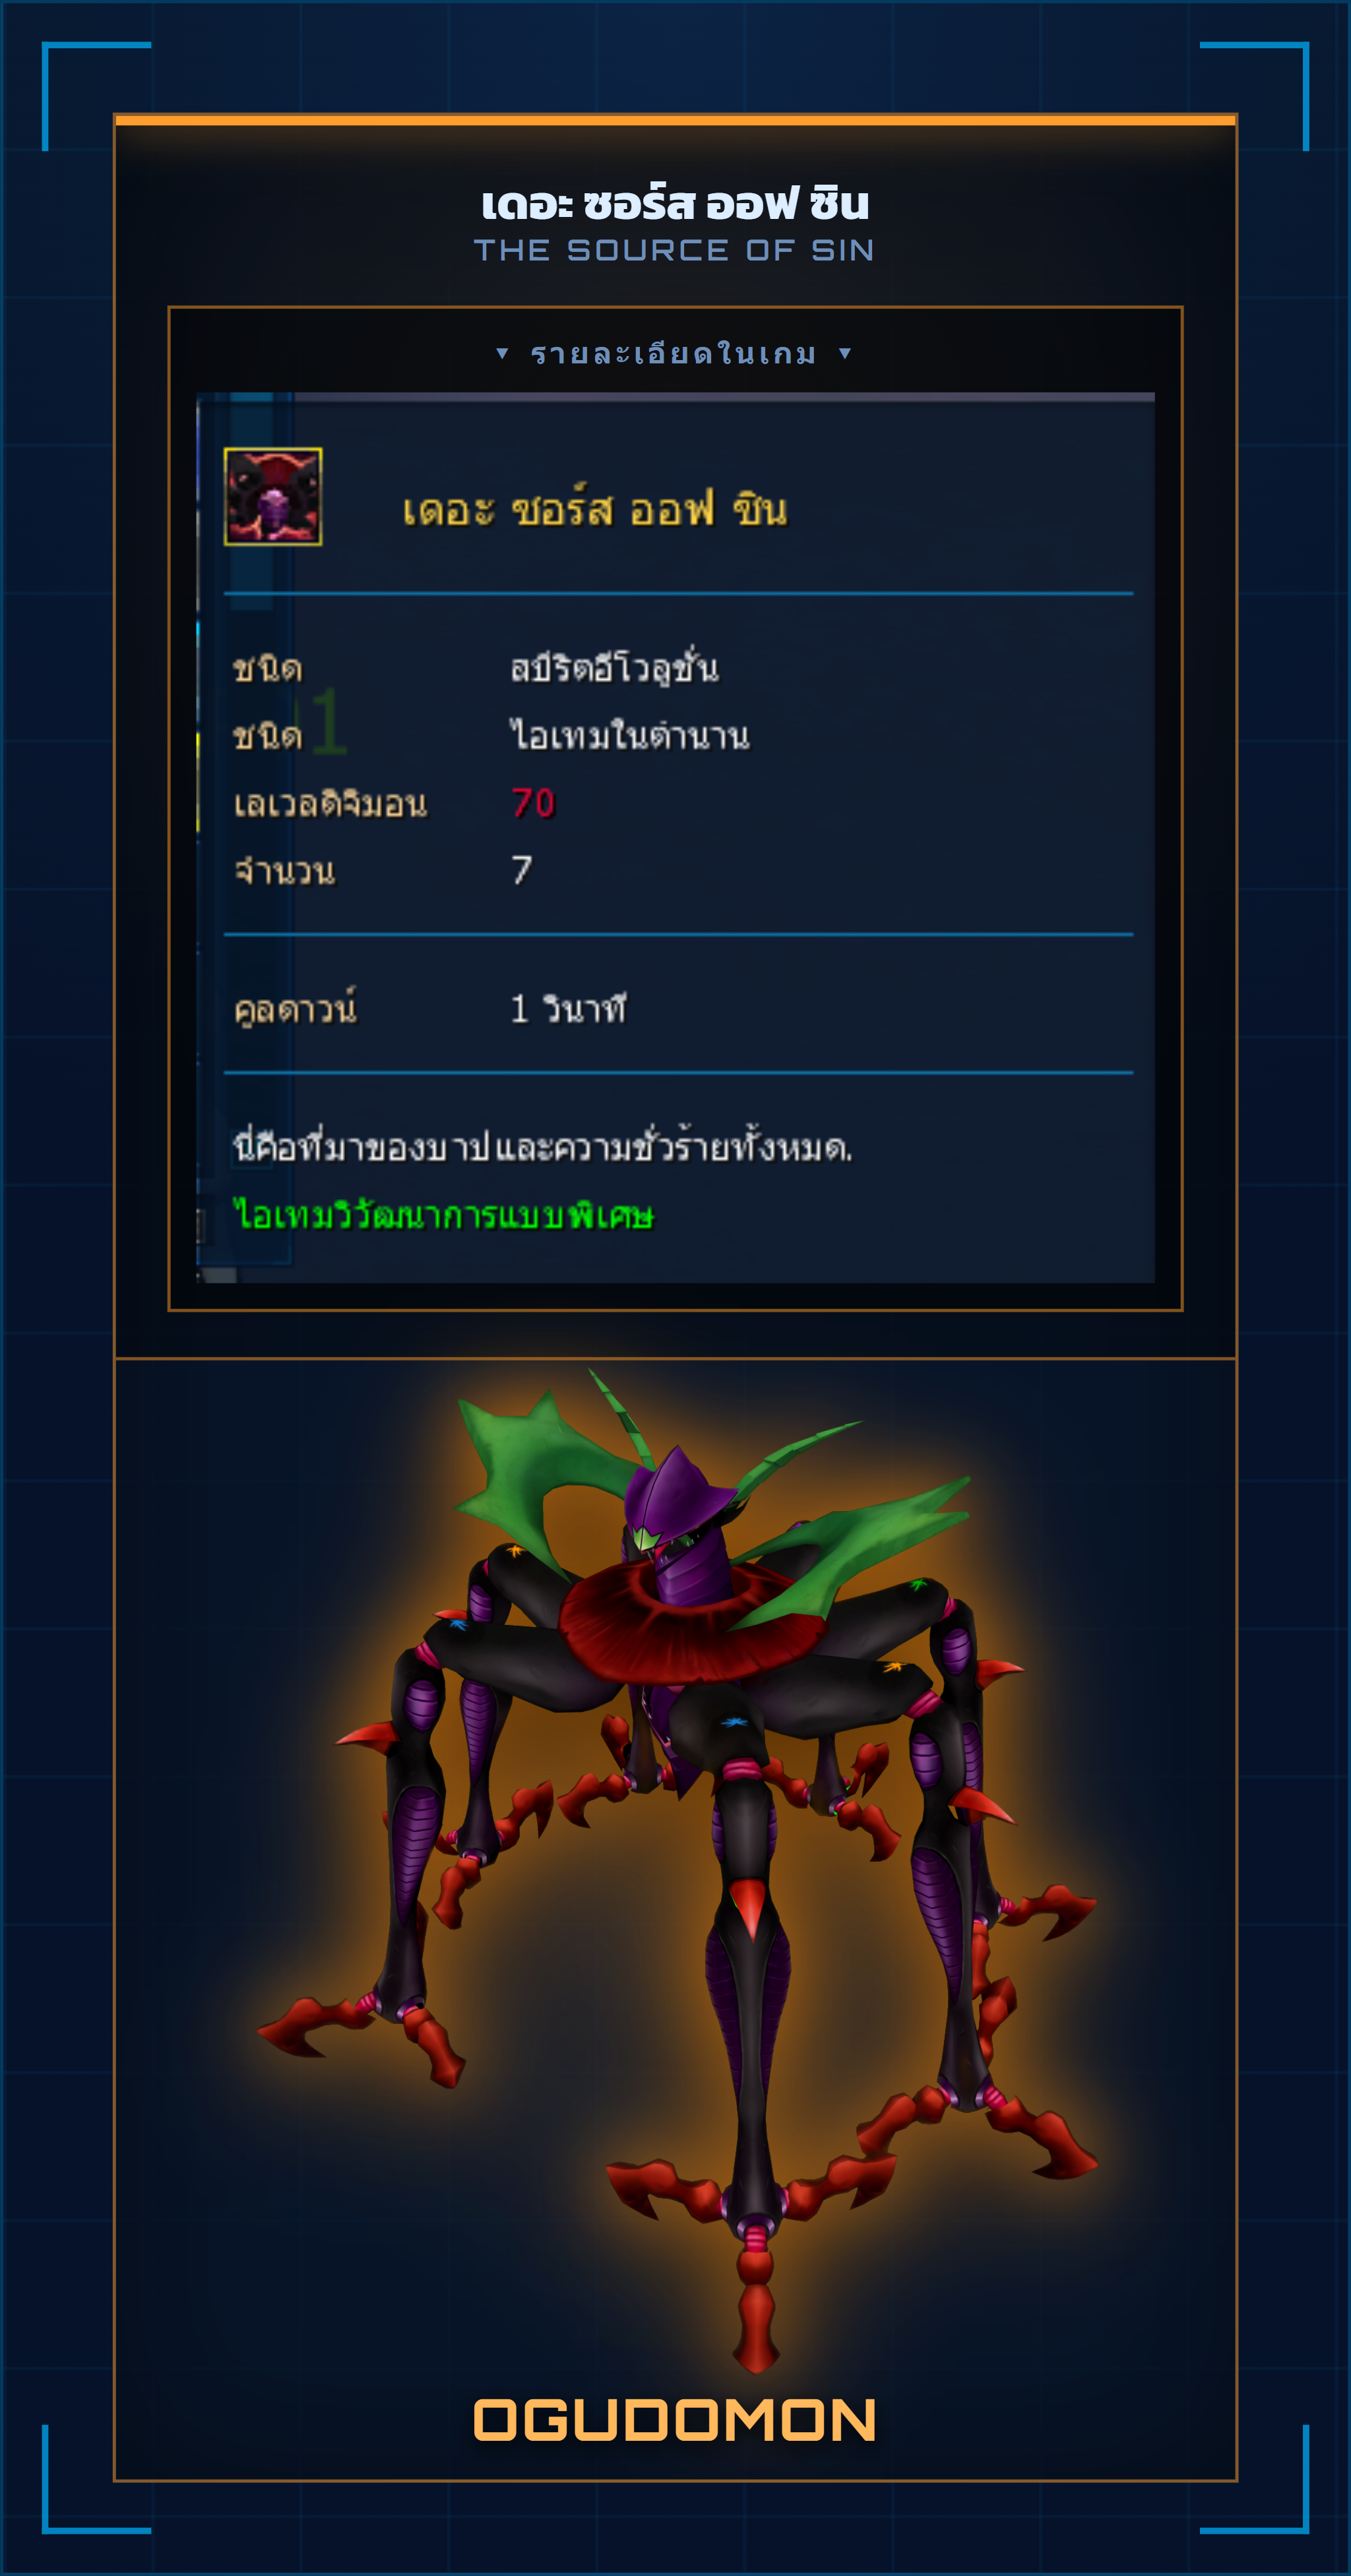 เดอะ ซอร์ส ออฟ ซิน
THE SOURCE OF SIN
▼ รายละเอียดในเกม ▼
เดอะ ซอร์ส ออฟ ซิน
ชนิด สปิริตอีโวลูชั่น
ชนิด ไอเทมในตำนาน
1
เลเวลดิจิมอน 70
จำนวน 7
คูลดาวน์ 1 วินาที
นี่คือที่มาของบาปและความชั่วร้ายทั้งหมด.
ไอเทมวิวัฒนาการแบบพิเศษ
OGUDOMON